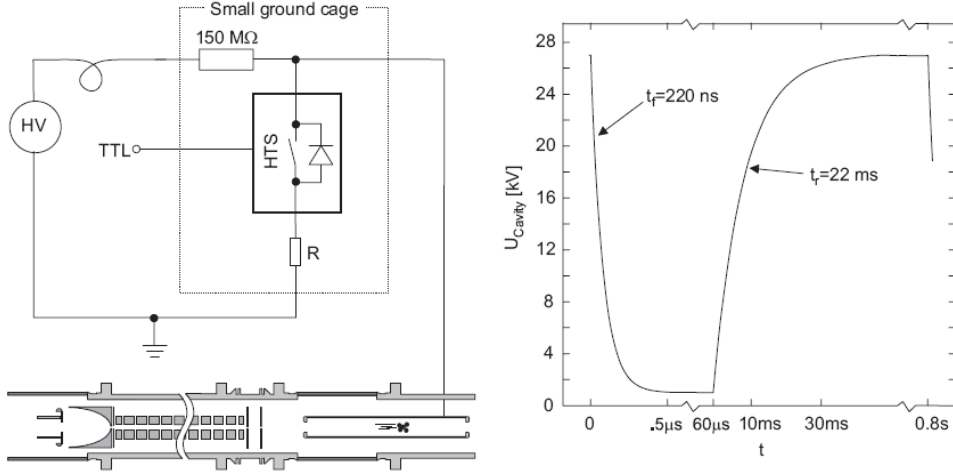 Small ground cage
150 MΩ
HV
TTL
HTS
R
28
24
20
16
12
8
4
2
0
U_Cavity [kV]
t_f=220 ns
t_r=22 ms
0
.5μs
60μs
10ms
30ms
0.8s
t